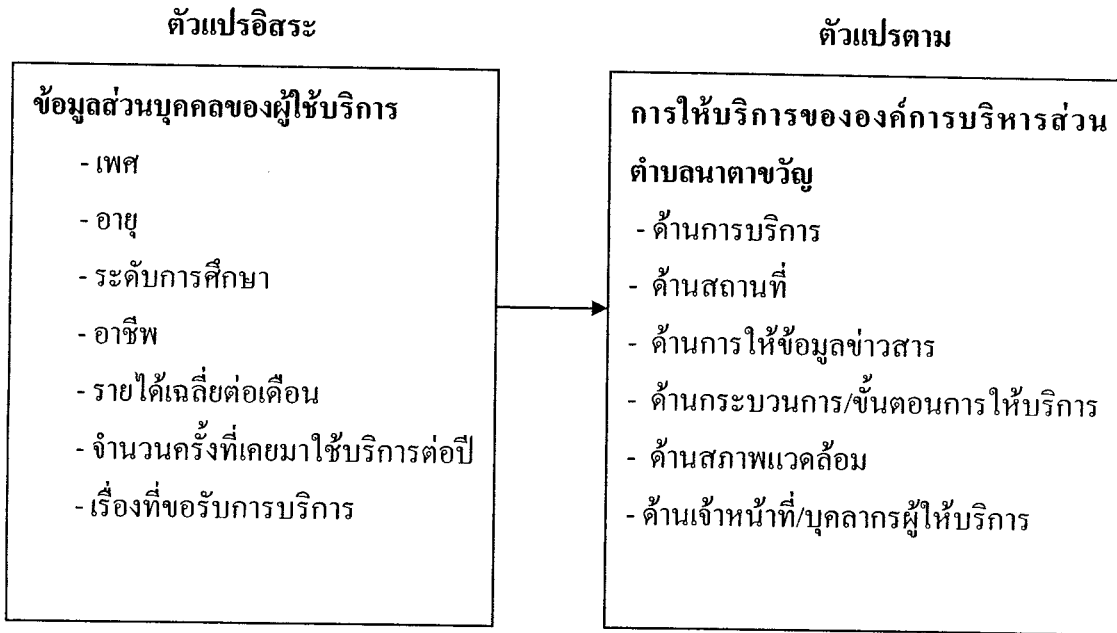 ตัวแปรอิสระ
ข้อมูลส่วนบุคคลของผู้ใช้บริการ
- เพศ
- อายุ
- ระดับการศึกษา
- อาชีพ
- รายได้เฉลี่ยต่อเดือน
- จำนวนครั้งที่เคยมาใช้บริการต่อปี
- เรื่องที่ขอรับการบริการ
ตัวแปรตาม
การให้บริการขององค์การบริหารส่วน
ตำบลนาตาขวัญ
- ด้านการบริการ
- ด้านสถานที่
- ด้านการให้ข้อมูลข่าวสาร
- ด้านกระบวนการ/ขั้นตอนการให้บริการ
- ด้านสภาพแวดล้อม
- ด้านเจ้าหน้าที่/บุคลากรผู้ให้บริการ